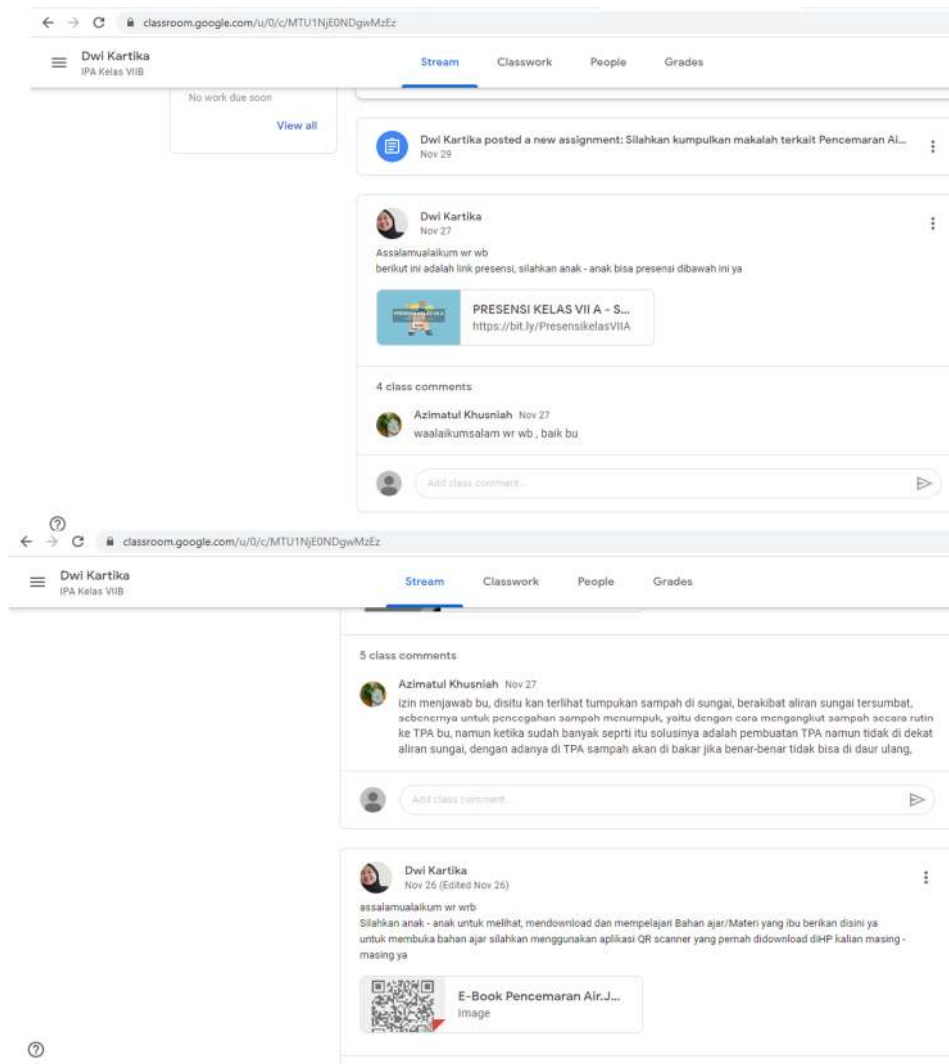 classroom.google.com/u/0/c/MTU1NjE0NDgwMzEz
Dwi Kartika
IPA Kelas VIIB
Stream Classwork People Grades
No work due soon
View all
Dwi Kartika posted a new assignment: Silahkan kumpulkan makalah terkait Pencemaran Ai...
Nov 29
Dwi Kartika
Nov 27
Assalamualaikum wr wb
berikut ini adalah link presensi, silahkan anak - anak bisa presensi dibawah ini ya
PRESENSI KELAS VII A - S...
https://bit.ly/PresensikelasVIIA
4 class comments
Azimatul Khusniah Nov 27
waalaikumsalam wr wb , baik bu
Add class comment...
classroom.google.com/u/0/c/MTU1NjE0NDgwMzEz
Dwi Kartika
IPA Kelas VIIB
Stream Classwork People Grades
5 class comments
Azimatul Khusniah Nov 27
izin menjawab bu, disitu kan terlihat tumpukan sampah di sungai, berakibat aliran sungai tersumbat,
sebenernya untuk pencegahan sampah menumpuk, yaitu dengan cara mengangkut sampah secara rutin
ke TPA bu, namun ketika sudah banyak seprti itu solusinya adalah pembuatan TPA namun tidak di dekat
aliran sungai, dengan adanya di TPA sampah akan di bakar jika benar-benar tidak bisa di daur ulang,
Add class comment...
Dwi Kartika
Nov 26 (Edited Nov 26)
assalamualaikum wr wrb
Silahkan anak - anak untuk melihat, mendownload dan mempelajari Bahan ajar/Materi yang ibu berikan disini ya
untuk membuka bahan ajar silahkan menggunakan aplikasi QR scanner yang pernah didownload diHP kalian masing -
masing ya
E-Book Pencemaran Air.J...
Image